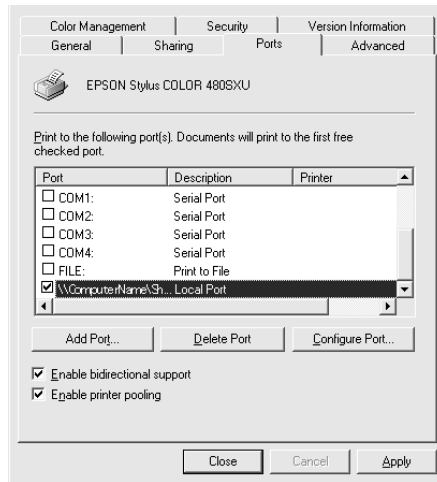 Color Management Security Version Information
General Sharing Ports Advanced
EPSON Stylus COLOR 480SXU
Print to the following port(s). Documents will print to the first free
checked port.
Port Description Printer
COM1: Serial Port
COM2: Serial Port
COM3: Serial Port
COM4: Serial Port
FILE: Print to File
\\ComputerName\Sh... Local Port
Add Port... Delete Port Configure Port...
Enable bidirectional support
Enable printer pooling
Close Cancel Apply